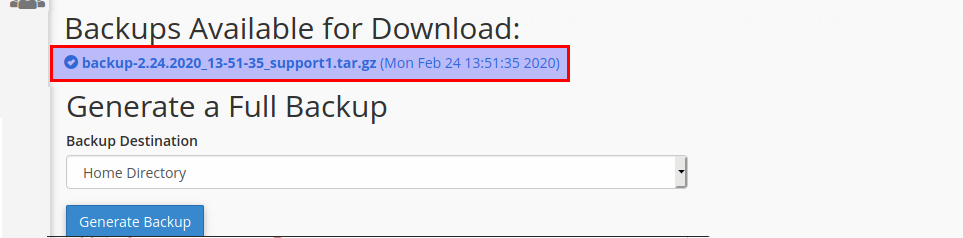 Backups Available for Download:
backup-2.24.2020_13-51-35_support1.tar.gz (Mon Feb 24 13:51:35 2020)
Generate a Full Backup
Backup Destination
Home Directory
Generate Backup